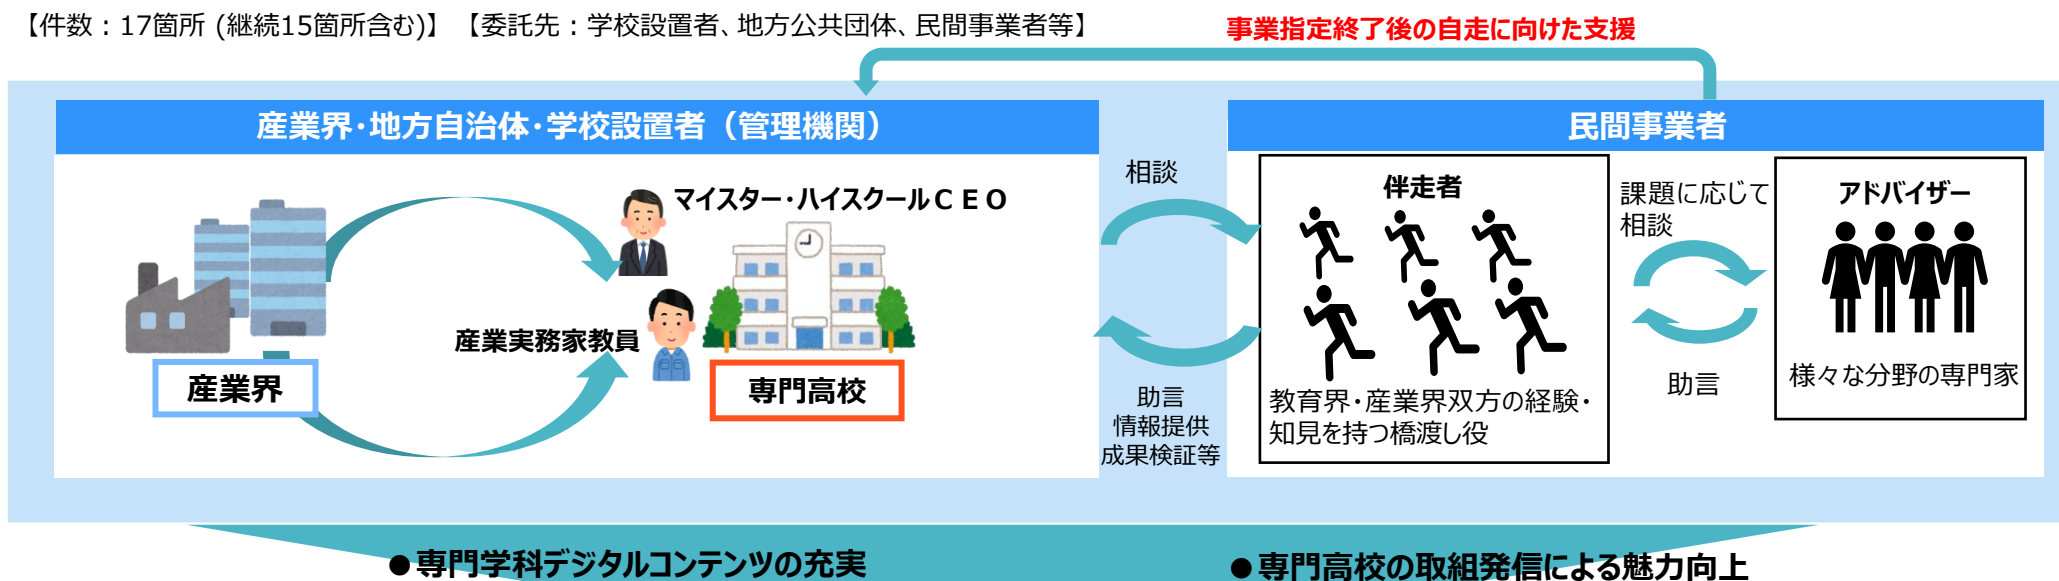 【件数：17箇所 (継続15箇所含む)】 【委託先：学校設置者、地方公共団体、民間事業者等】
事業指定終了後の自走に向けた支援
産業界・地方自治体・学校設置者（管理機関）
マイスター・ハイスクールＣＥＯ
産業実務家教員
産業界
専門高校
相談
助言
情報提供
成果検証等
民間事業者
伴走者
教育界・産業界双方の経験・
知見を持つ橋渡し役
課題に応じて
相談
助言
アドバイザー
様々な分野の専門家
●専門学科デジタルコンテンツの充実
●専門高校の取組発信による魅力向上